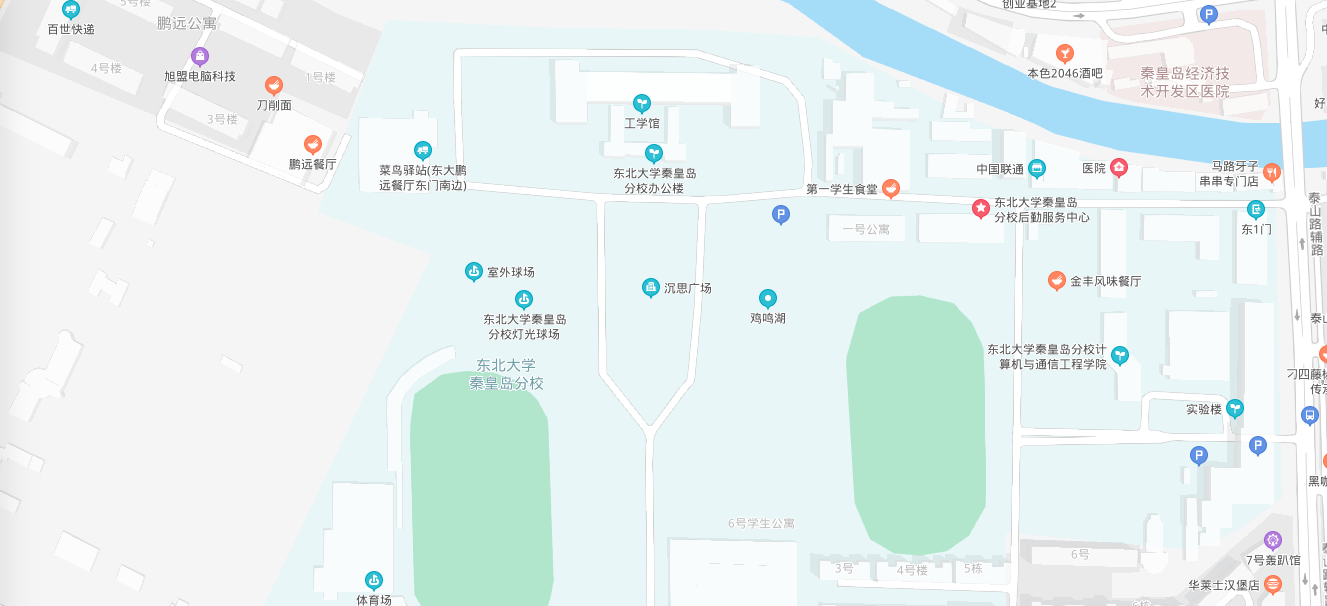 5号楼
百世快递
鹏远公寓
旭盟电脑科技
4号楼
1号楼
刀削面
3号楼
鹏远餐厅
菜鸟驿站(东大鹏
远餐厅东门南边)
工学馆
东北大学秦皇岛
分校办公楼
创业基地2
P
本色2046酒吧
秦皇岛经济技
术开发区医院
好
中国联通
医院
马路牙子
串串专门店
第一学生食堂
东北大学秦皇岛
分校后勤服务中心
P
一号公寓
东1门
泰山路辅路
室外球场
东北大学秦皇岛
分校灯光球场
沉思广场
鸡鸣湖
金丰风味餐厅
东北大学
秦皇岛分校
东北大学秦皇岛分校计
算机与通信工程学院
泰山
刁四藤椒
传承
实验楼
P
P
黑咖
6号学生公寓
3号
4号楼
5栋
6号
7号轰趴馆
华莱士汉堡店
体育场